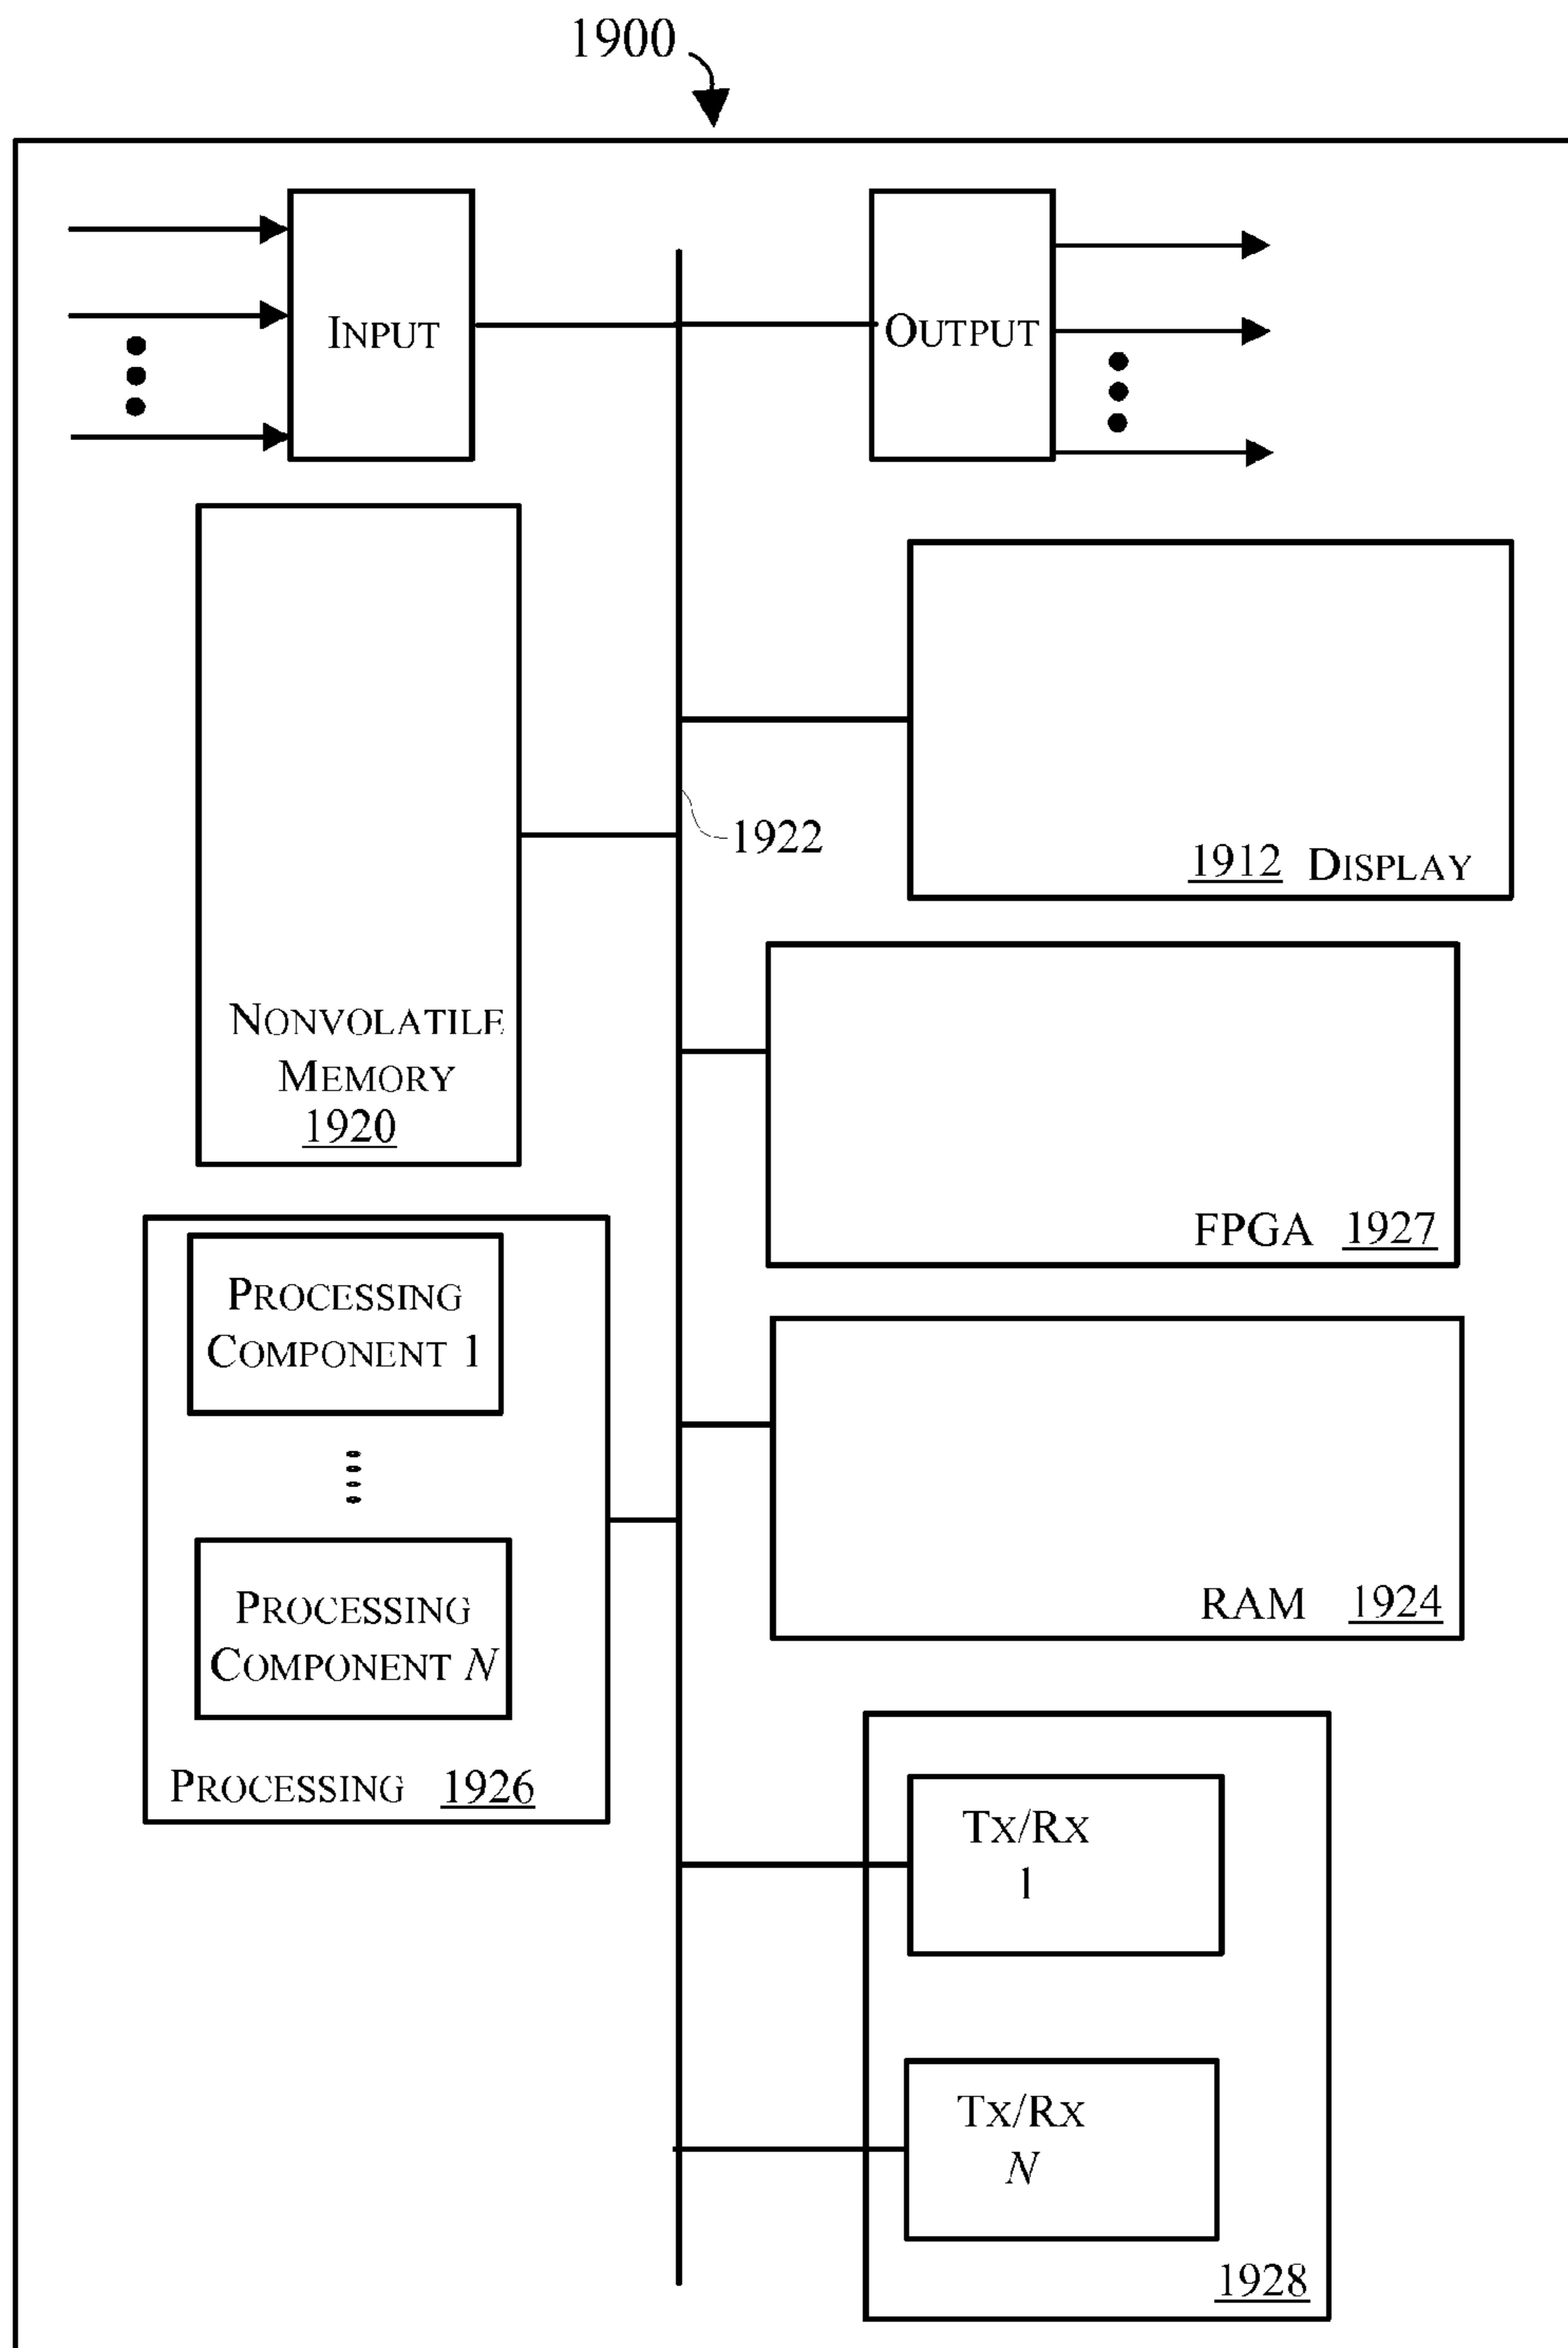 1900
INPUT
OUTPUT
1922
1912 DISPLAY
NONVOLATILE
MEMORY
1920
FPGA 1927
PROCESSING
COMPONENT 1
PROCESSING
COMPONENT N
PROCESSING 1926
RAM 1924
TX/RX
1
TX/RX
N
1928